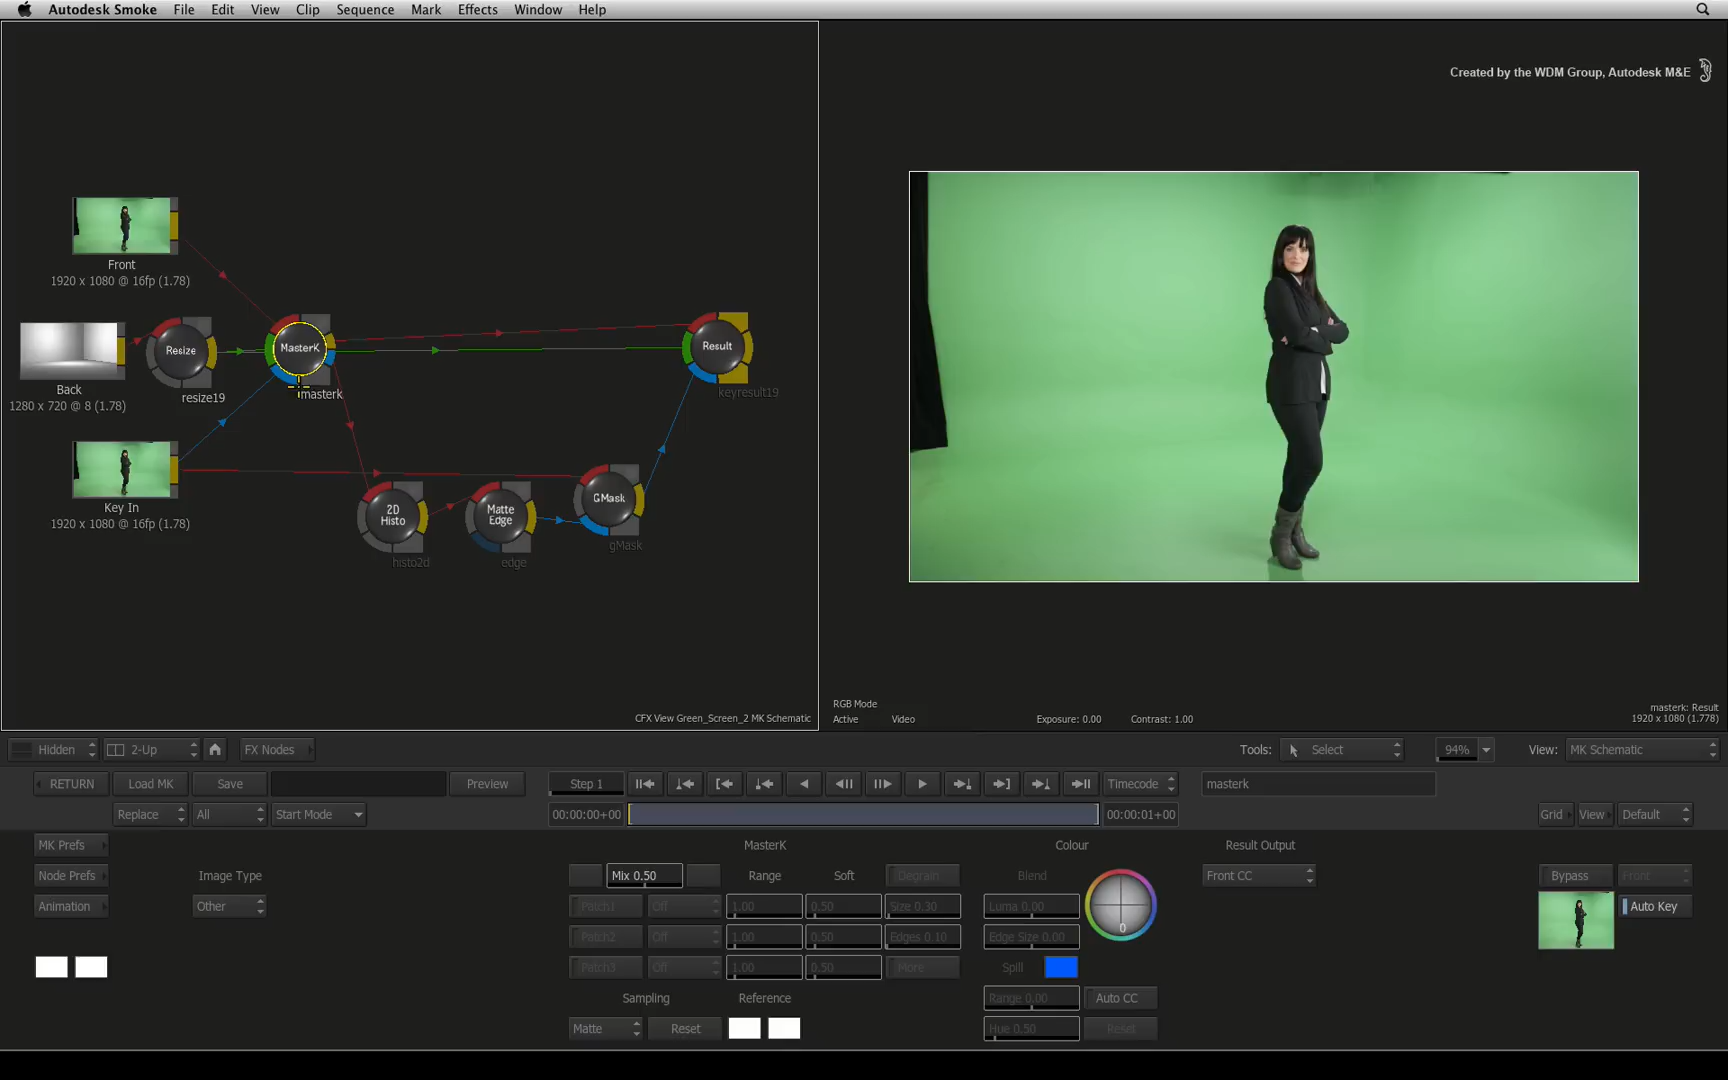 Autodesk Smoke File Edit View Clip Sequence Mark Effects Window Help
Created by the WDM Group, Autodesk M&E
Front
1920 x 1080 @ 16fp (1.78)
Resize
MasterK
Result
Back
1280 x 720 @ 8 (1.78)
resize19
masterk
keyresult19
Key In
1920 x 1080 @ 16fp (1.78)
2D
Histo
Matte
Edge
GMask
histo2d
edge
gMask
CFX View Green_Screen_2 MK Schematic
RGB Mode
Active Video Exposure: 0.00 Contrast: 1.00
masterk: Result
1920 x 1080 (1.778)
Hidden 2-Up FX Nodes Tools: Select 94% View: MK Schematic
RETURN Load MK Save Preview Step 1 Timecode masterk
Replace All Start Mode 00:00:00+00 00:00:01+00 Grid View Default
MK Prefs MasterK Colour Result Output
Node Prefs Image Type Mix 0.50 Range Soft Degrain Blend Front CC Bypass Front
Animation Other Patch1 Off 1.00 0.50 Size 0.30 Luma 0.00 0 Auto Key
Patch2 Off 1.00 0.50 Edges 0.10 Edge Size 0.00
Patch3 Off 1.00 0.50 More Spill
Sampling Reference Range 0.00 Auto CC
Matte Reset Hue 0.50 Reset